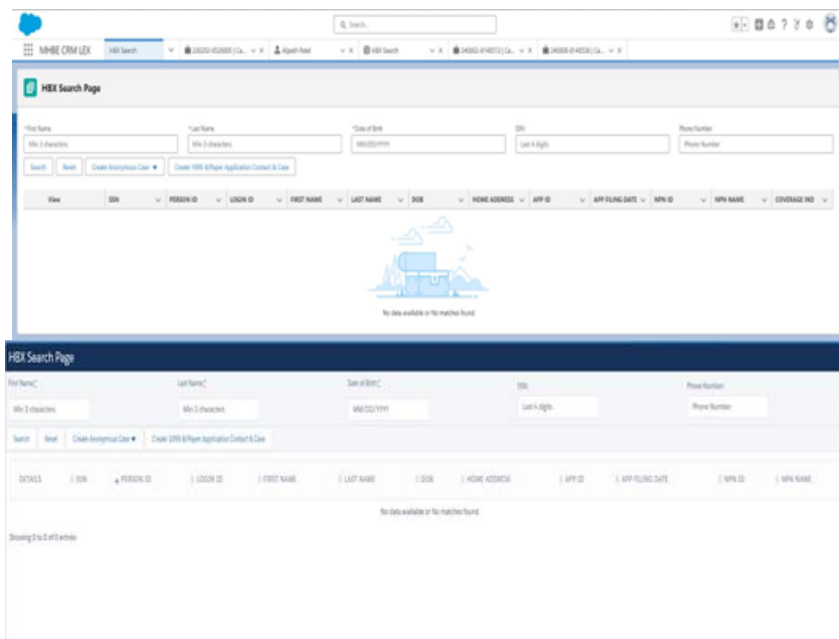 Search...
MHBE CRM LEX HBX Search Alpesh Patel HBX Search
HBX Search Page
*First Name *Last Name *Date of Birth SSN Phone Number
Min 3 characters Min 3 characters MM/DD/YYYY Last 4 digits Phone Number
Search Reset Create Anonymous Case ▼ Create 1095 & Payer Application Contact & Case
View SSN PERSON ID LOGIN ID FIRST NAME LAST NAME DOB HOME ADDRESS APP ID APP FILING DATE NPN ID NPN NAME COVERAGE IND
No data available or No matches found
HBX Search Page
First Name* Last Name* Date of Birth* SSN Phone Number
Min 3 characters Min 3 characters MM/DD/YYYY Last 4 digits Phone Number
Search Reset Create Anonymous Case ▼ Create 1095 & Payer Application Contact & Case
DETAILS SSN PERSON ID LOGIN ID FIRST NAME LAST NAME DOB HOME ADDRESS APP ID APP FILING DATE NPN ID NPN NAME
No data available or No matches found
Showing 0 to 0 of 0 entries